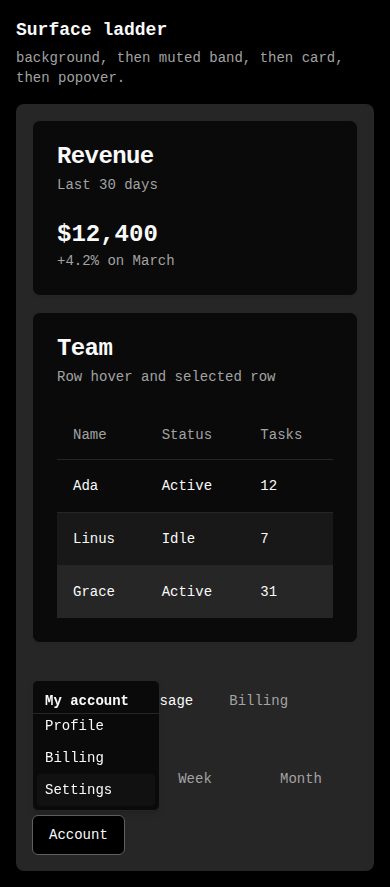 Surface ladder
background, then muted band, then card,
then popover.
Revenue
Last 30 days
$12,400
+4.2% on March
Team
Row hover and selected row
Name Status Tasks
Ada Active 12
Linus Idle 7
Grace Active 31
My account sage Billing
Profile
Billing
Week Month
Settings
Account